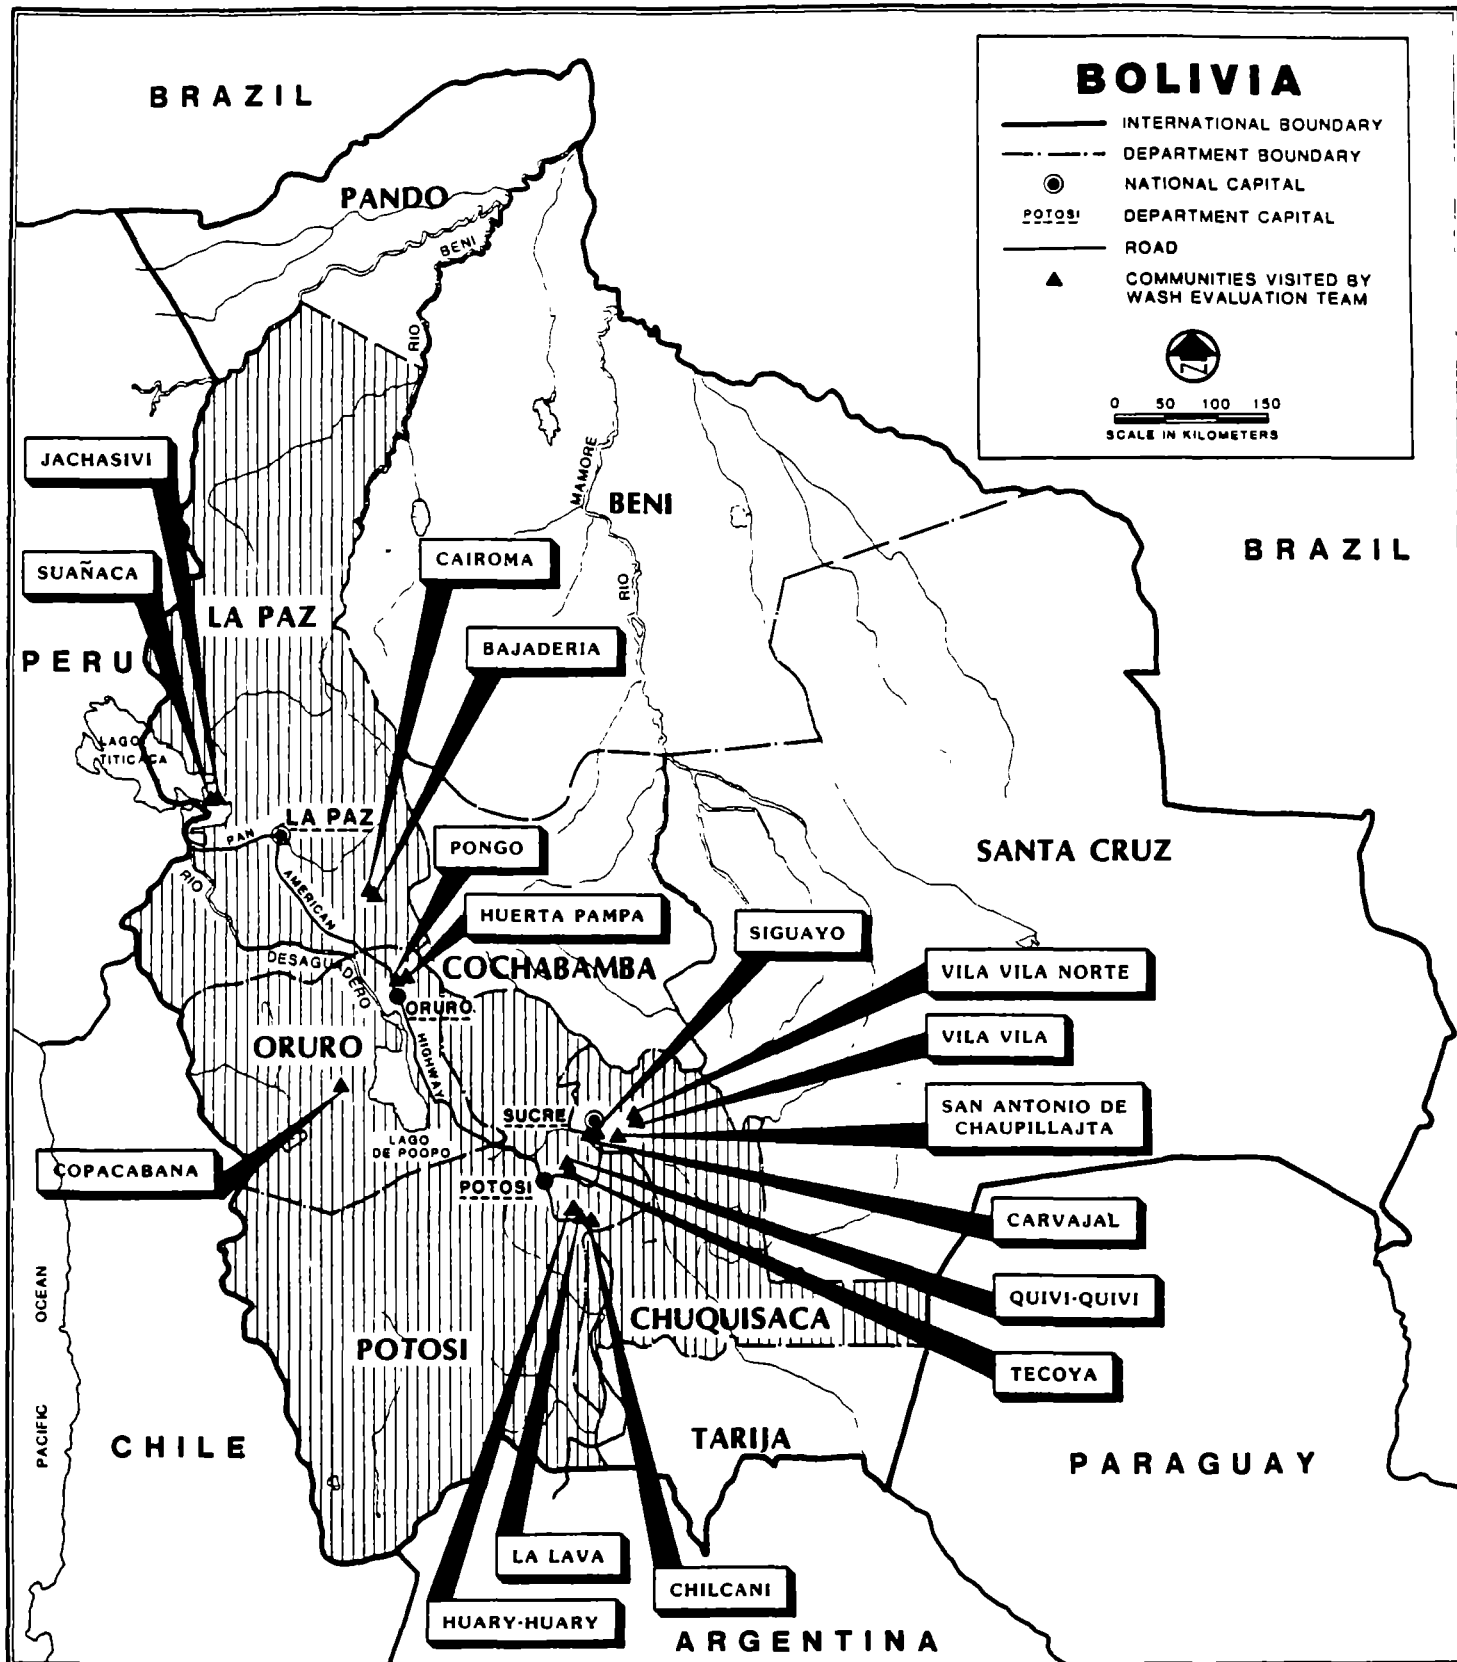 BOLIVIA
INTERNATIONAL BOUNDARY
DEPARTMENT BOUNDARY
NATIONAL CAPITAL
POTOSI
DEPARTMENT CAPITAL
ROAD
COMMUNITIES VISITED BY
WASH EVALUATION TEAM
N
0 50 100 150
SCALE IN KILOMETERS
BRAZIL
PANDO
BENI
RIO
JACHASIVI
SUAÑACA
CAIROMA
BAJADERIA
MAMORE
RIO
BENI
BRAZIL
LA PAZ
PERU
LAGO
TITICACA
LA PAZ
PAN
AMERICAN
HIGHWAY
RIO
DESAGUADERO
PONGO
HUERTA PAMPA
COCHABAMBA
SANTA CRUZ
SIGUAYO
VILA VILA NORTE
VILA VILA
SAN ANTONIO DE
CHAUPILLAJTA
ORURO
ORURO
SUCRE
LAGO
DE POOPO
COPACABANA
POTOSI
CARVAJAL
QUIVI-QUIVI
TECOYA
CHUQUISACA
POTOSI
TARIJA
PACIFIC OCEAN
CHILE
PARAGUAY
LA LAVA
CHILCANI
HUARY-HUARY
ARGENTINA